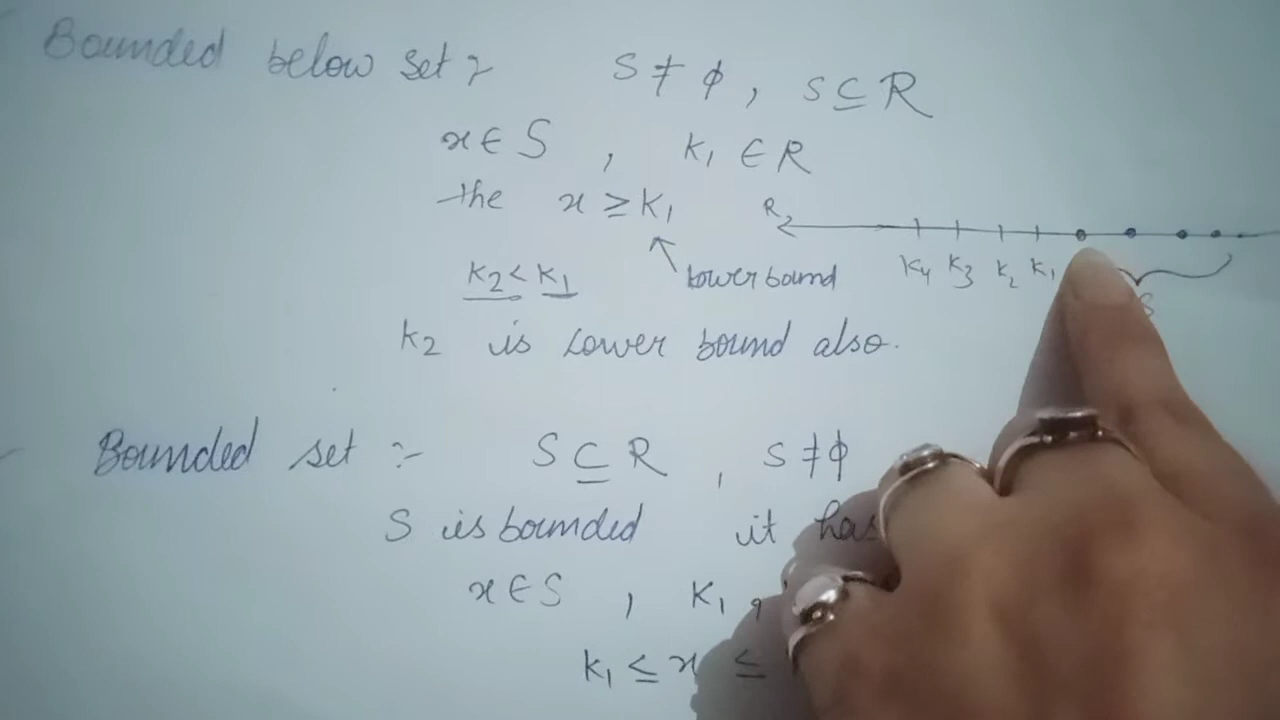 Bounded below set :- S ≠ ϕ , S ⊆ R
x ∈ S , K₁ ∈ R
the x ≥ K₁
R
K₄ K₃ K₂ K₁
S
K₂ < K₁ lower bound
K₂ is Lower bound also.
Bounded set :- S ⊆ R , S ≠ ϕ
S is bounded it has
x ∈ S , K₁ ,
K₁ ≤ x ≤